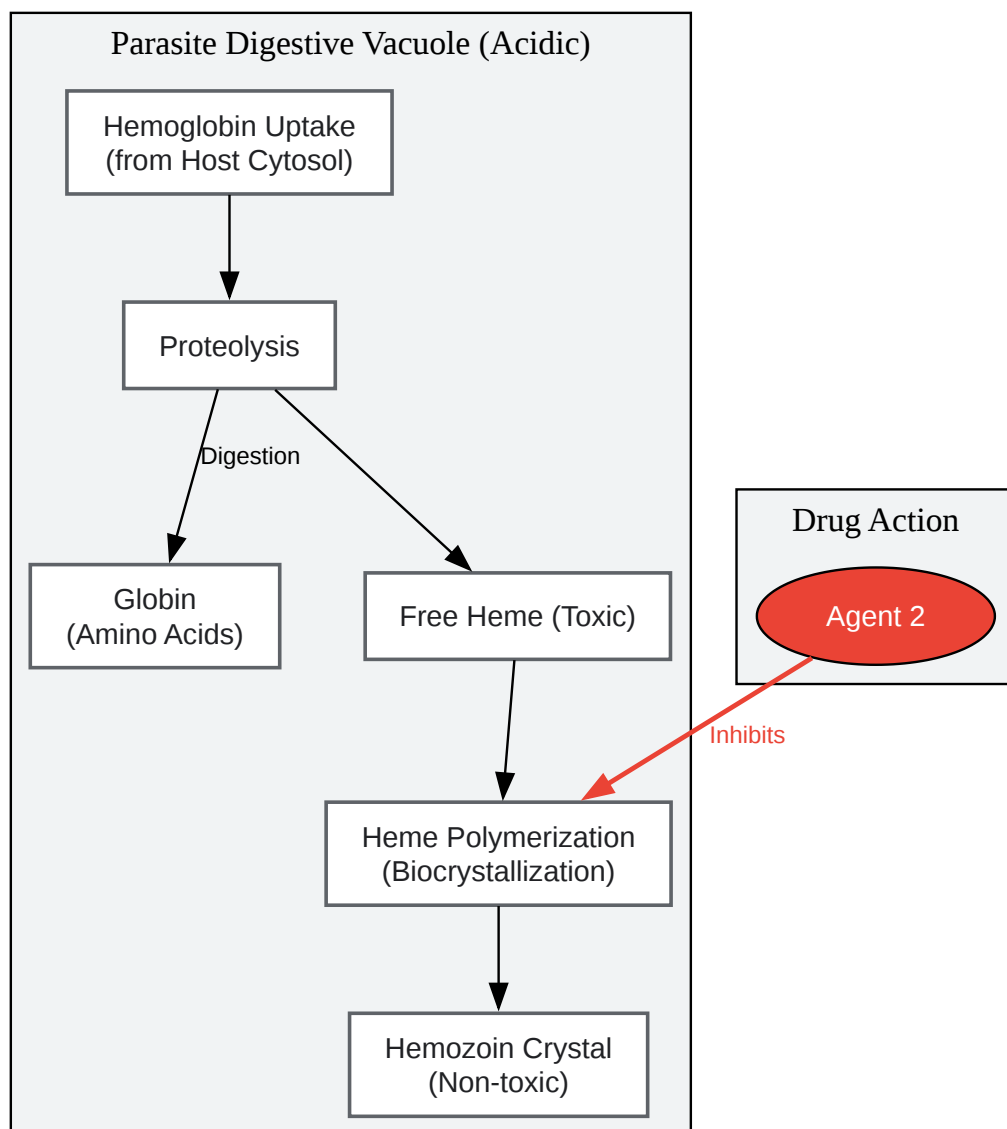 Parasite Digestive Vacuole (Acidic)
Hemoglobin Uptake
(from Host Cytosol)
Proteolysis
Digestion
Globin
(Amino Acids)
Free Heme (Toxic)
Drug Action
Agent 2
Inhibits
Heme Polymerization
(Biocrystallization)
Hemozoin Crystal
(Non-toxic)